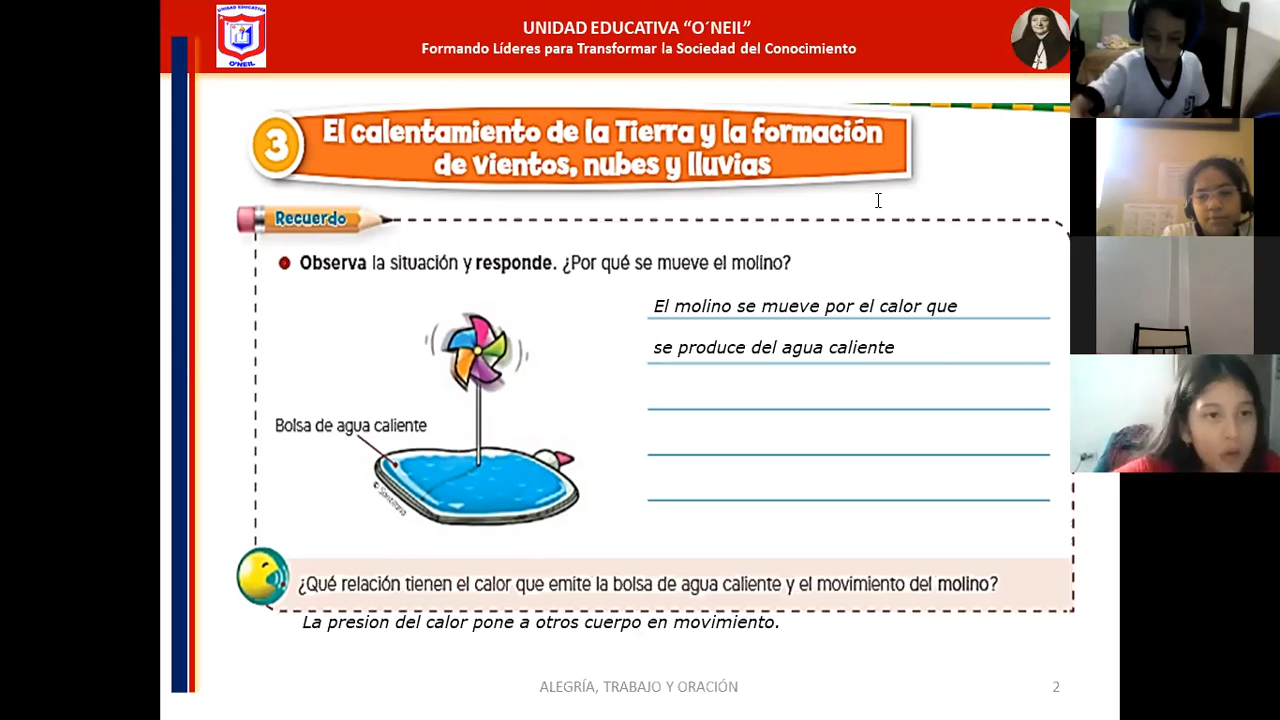 UNIDAD EDUCATIVA
O'NEIL
UNIDAD EDUCATIVA “O´NEIL”
Formando Líderes para Transformar la Sociedad del Conocimiento
3
El calentamiento de la Tierra y la formación
de vientos, nubes y lluvias
Recuerdo
Observa la situación y responde. ¿Por qué se mueve el molino?
El molino se mueve por el calor que
se produce del agua caliente
Bolsa de agua caliente
© Santillana
¿Qué relación tienen el calor que emite la bolsa de agua caliente y el movimiento del molino?
La presion del calor pone a otros cuerpo en movimiento.
ALEGRÍA, TRABAJO Y ORACIÓN
2